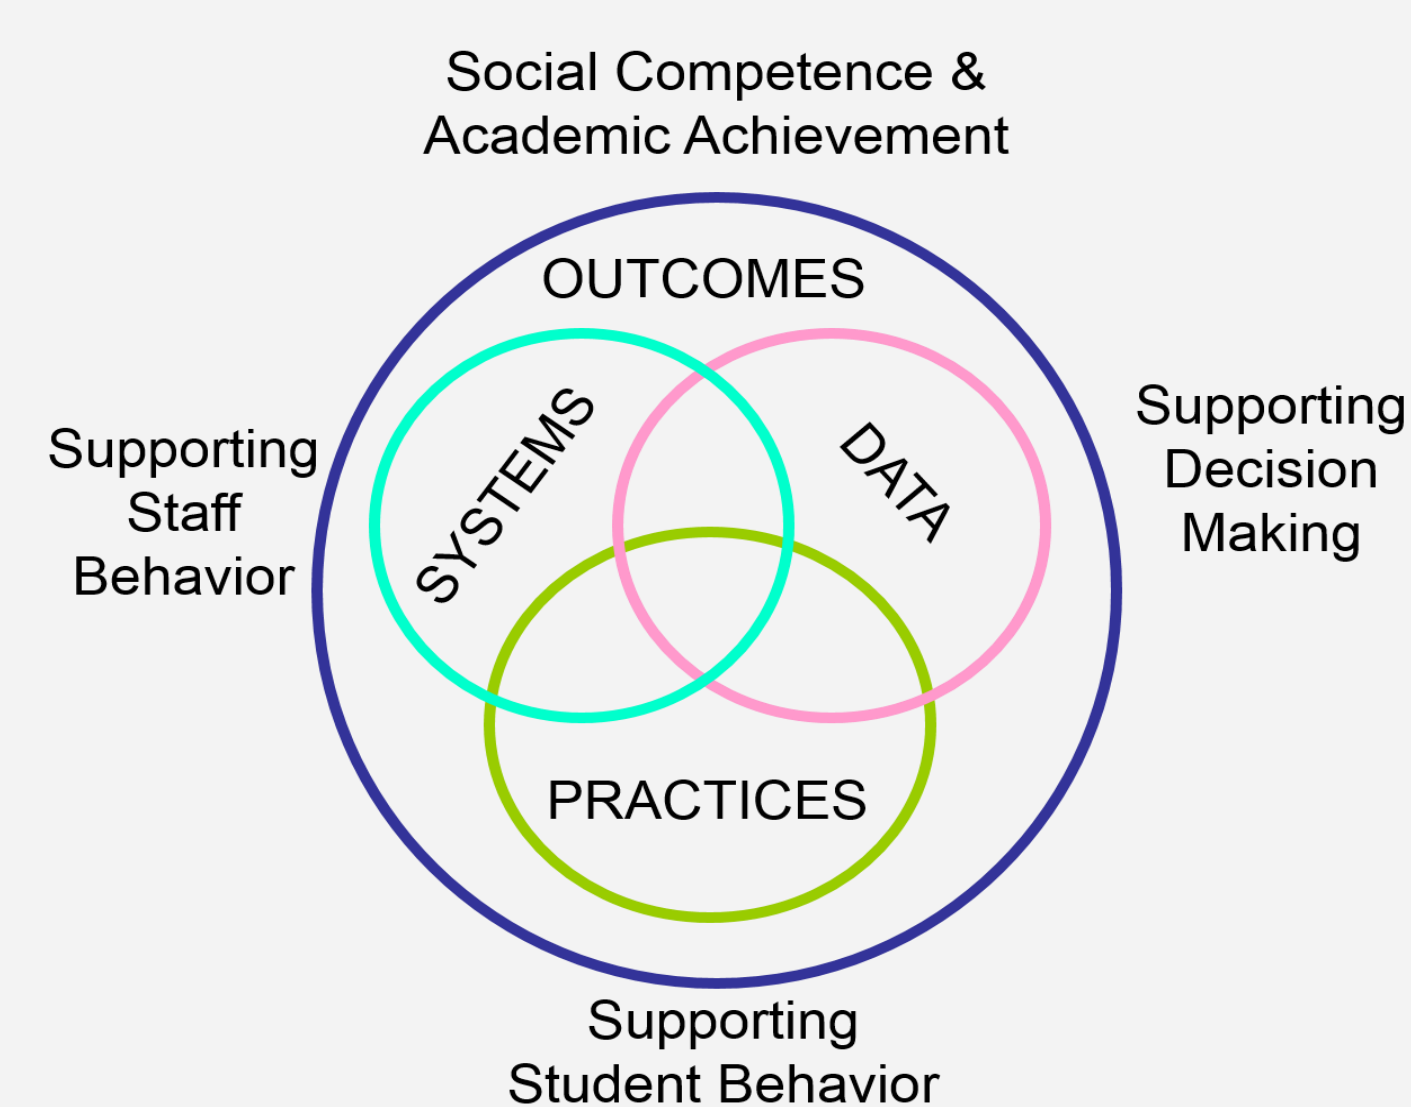 Social Competence &
Academic Achievement
OUTCOMES
SYSTEMS
DATA
Supporting
Staff
Behavior
Supporting
Decision
Making
PRACTICES
Supporting
Student Behavior